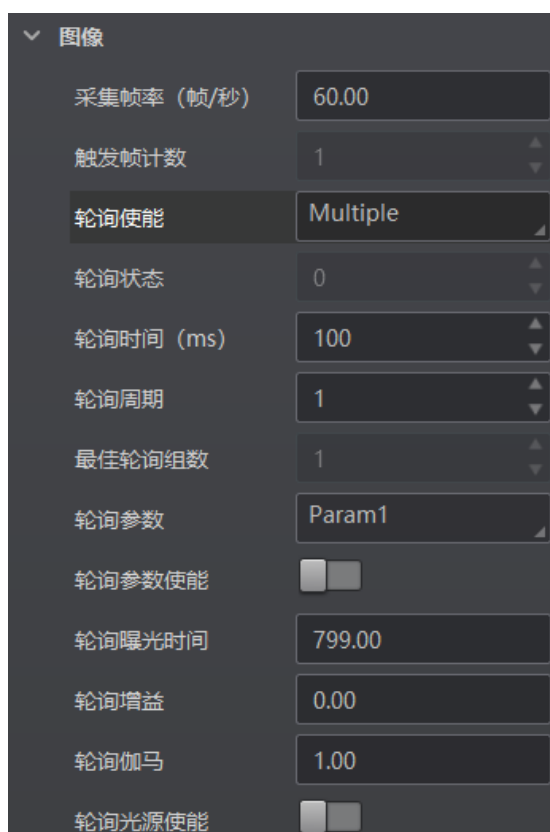 图像
采集帧率（帧/秒） 60.00
触发帧计数 1
轮询使能 Multiple
轮询状态 0
轮询时间（ms） 100
轮询周期 1
最佳轮询组数 1
轮询参数 Param1
轮询参数使能
轮询曝光时间 799.00
轮询增益 0.00
轮询伽马 1.00
轮询光源使能